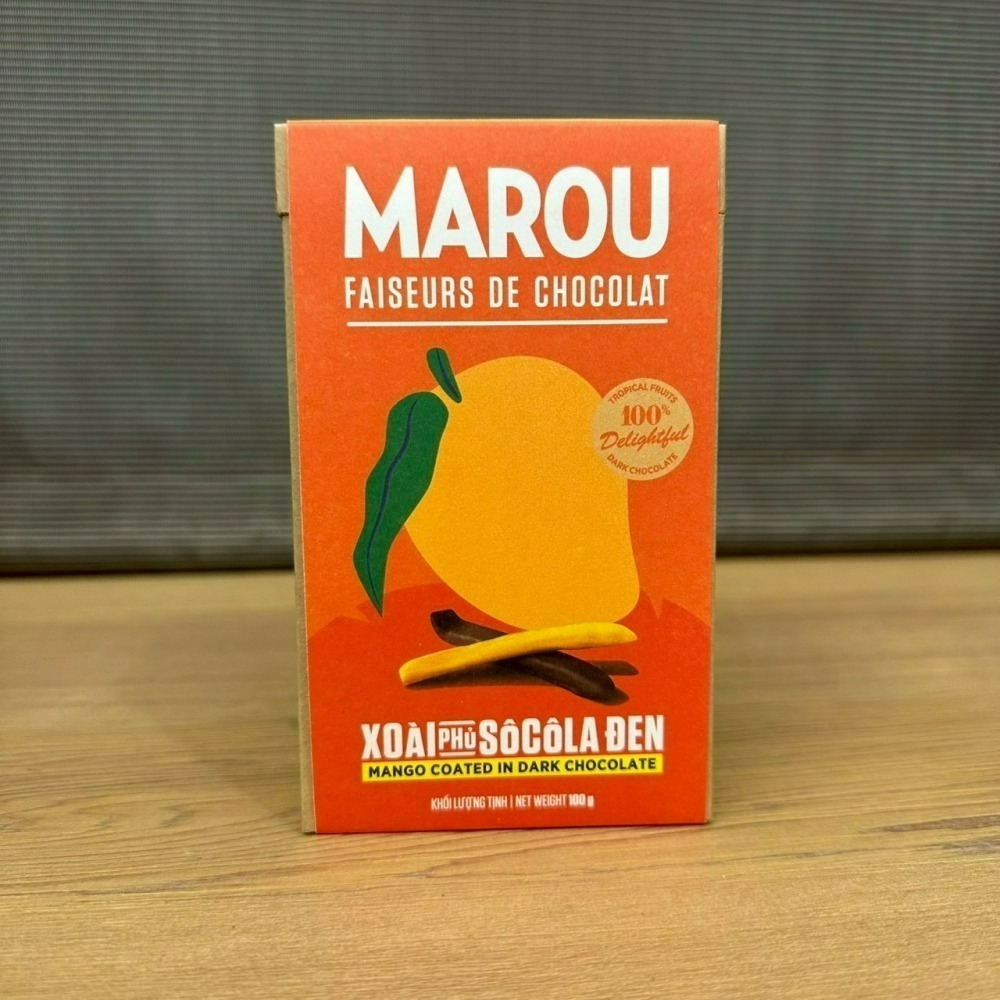 MAROU
FAISEURS DE CHOCOLAT
TROPICAL FRUITS
100%
Delightful
DARK CHOCOLATE
XOÀI PHỦ SÔCÔLA ĐEN
MANGO COATED IN DARK CHOCOLATE
KHỐI LƯỢNG TỊNH | NET WEIGHT 100 g